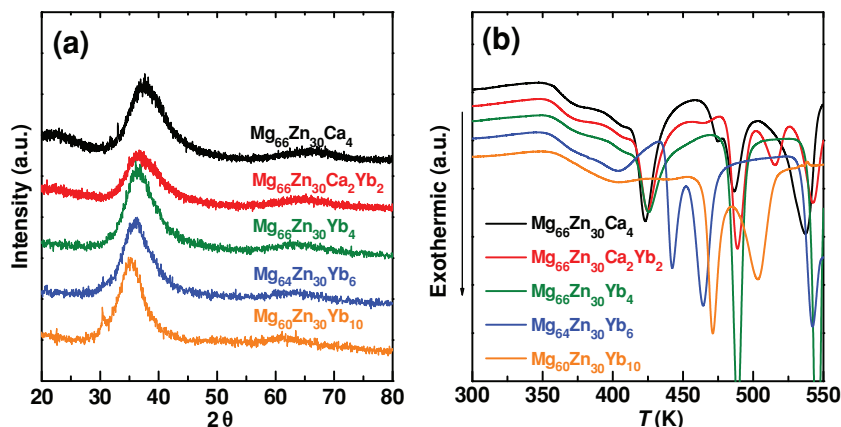 (a)
Intensity (a.u.)
Mg₆₆Zn₃₀Ca₄
Mg₆₆Zn₃₀Ca₂Yb₂
Mg₆₆Zn₃₀Yb₄
Mg₆₄Zn₃₀Yb₆
Mg₆₀Zn₃₀Yb₁₀
20 30 40 50 60 70 80
2 θ
(b)
Exothermic (a.u.)
Mg₆₆Zn₃₀Ca₄
Mg₆₆Zn₃₀Ca₂Yb₂
Mg₆₆Zn₃₀Yb₄
Mg₆₄Zn₃₀Yb₆
Mg₆₀Zn₃₀Yb₁₀
300 350 400 450 500 550
T (K)